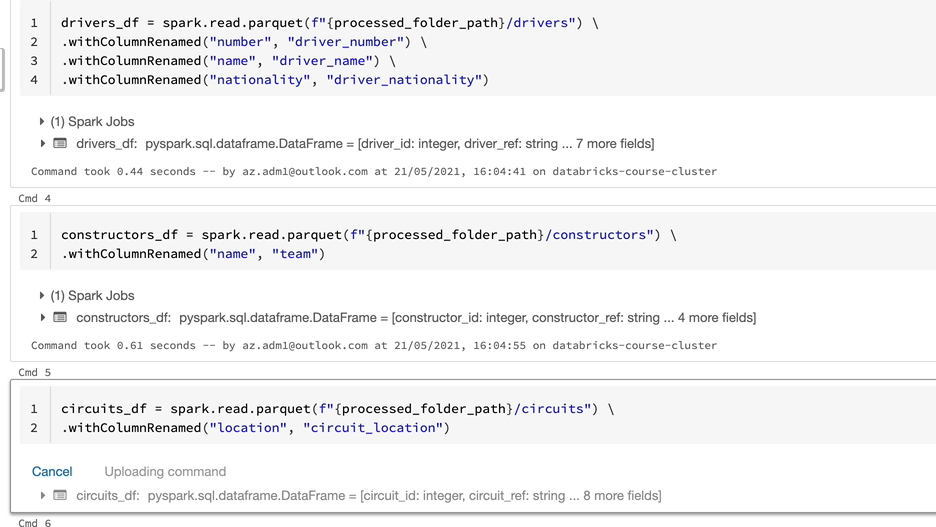 1 drivers_df = spark.read.parquet(f"{processed_folder_path}/drivers") \
2 .withColumnRenamed("number", "driver_number") \
3 .withColumnRenamed("name", "driver_name") \
4 .withColumnRenamed("nationality", "driver_nationality")
(1) Spark Jobs
drivers_df: pyspark.sql.dataframe.DataFrame = [driver_id: integer, driver_ref: string ... 7 more fields]
Command took 0.44 seconds -- by az.adm1@outlook.com at 21/05/2021, 16:04:41 on databricks-course-cluster
Cmd 4
1 constructors_df = spark.read.parquet(f"{processed_folder_path}/constructors") \
2 .withColumnRenamed("name", "team")
(1) Spark Jobs
constructors_df: pyspark.sql.dataframe.DataFrame = [constructor_id: integer, constructor_ref: string ... 4 more fields]
Command took 0.61 seconds -- by az.adm1@outlook.com at 21/05/2021, 16:04:55 on databricks-course-cluster
Cmd 5
1 circuits_df = spark.read.parquet(f"{processed_folder_path}/circuits") \
2 .withColumnRenamed("location", "circuit_location")
Cancel Uploading command
circuits_df: pyspark.sql.dataframe.DataFrame = [circuit_id: integer, circuit_ref: string ... 8 more fields]
Cmd 6